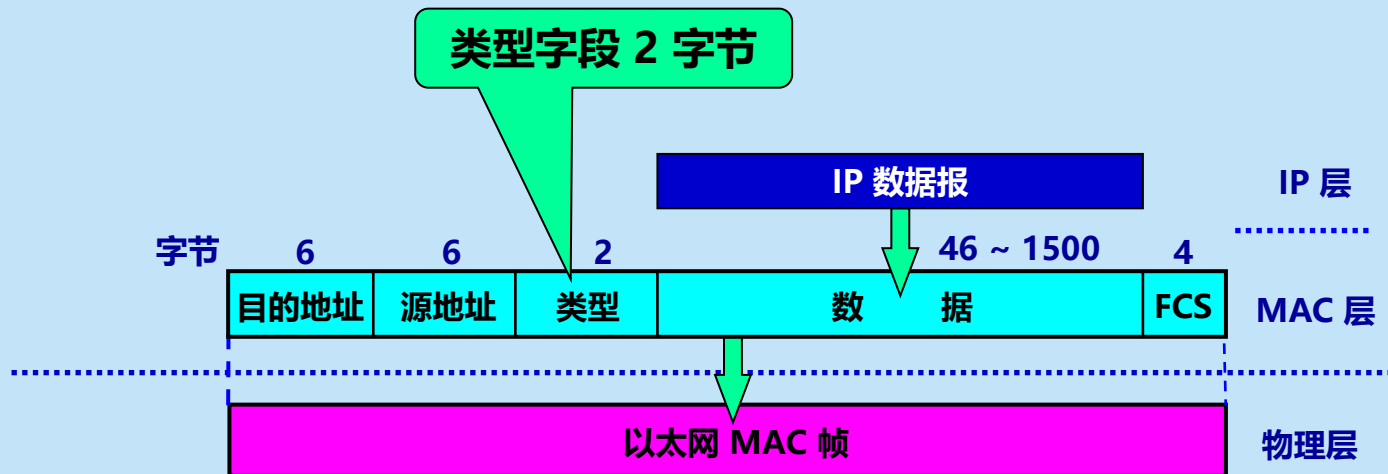 类型字段 2 字节
IP 数据报
IP 层
字节 6 6 2 46 ~ 1500 4
目的地址 源地址 类型 数 据 FCS
MAC 层
以太网 MAC 帧
物理层